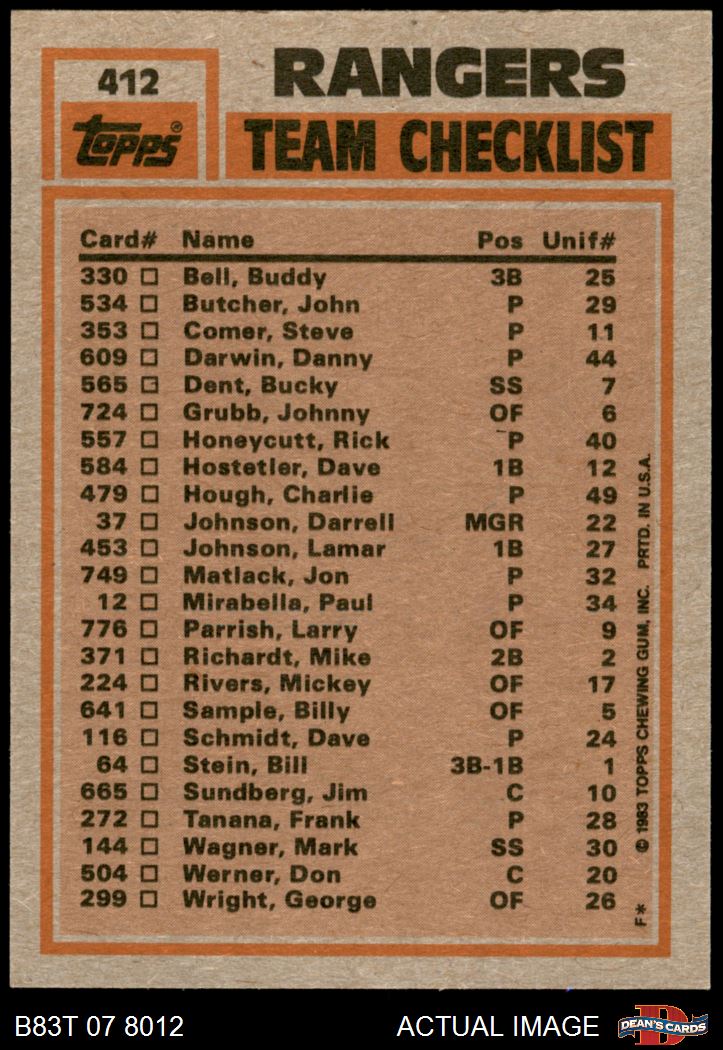 412
RANGERS
topps®
TEAM CHECKLIST
Card# Name Pos Unif#
330 Bell, Buddy 3B 25
534 Butcher, John P 29
353 Comer, Steve P 11
609 Darwin, Danny P 44
565 Dent, Bucky SS 7
724 Grubb, Johnny OF 6
557 Honeycutt, Rick P 40
584 Hostetler, Dave 1B 12
479 Hough, Charlie P 49
37 Johnson, Darrell MGR 22
453 Johnson, Lamar 1B 27
749 Matlack, Jon P 32
12 Mirabella, Paul P 34
776 Parrish, Larry OF 9
371 Richardt, Mike 2B 2
224 Rivers, Mickey OF 17
641 Sample, Billy OF 5
116 Schmidt, Dave P 24
64 Stein, Bill 3B-1B 1
665 Sundberg, Jim C 10
272 Tanana, Frank P 28
144 Wagner, Mark SS 30
504 Werner, Don C 20
299 Wright, George OF 26
F* © 1983 TOPPS CHEWING GUM, INC. PRTD. IN U.S.A.
B83T 07 8012
ACTUAL IMAGE
D
DEAN'S CARDS